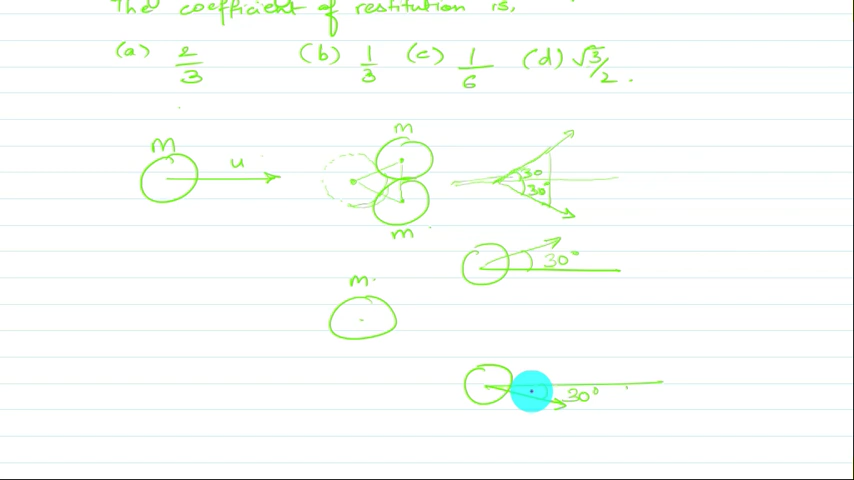 The coefficient of restitution is.
(a) 2/3 (b) 1/3 (c) 1/6 (d) √3/2.
m
M
u
30
30°
m
30°
m.
30°